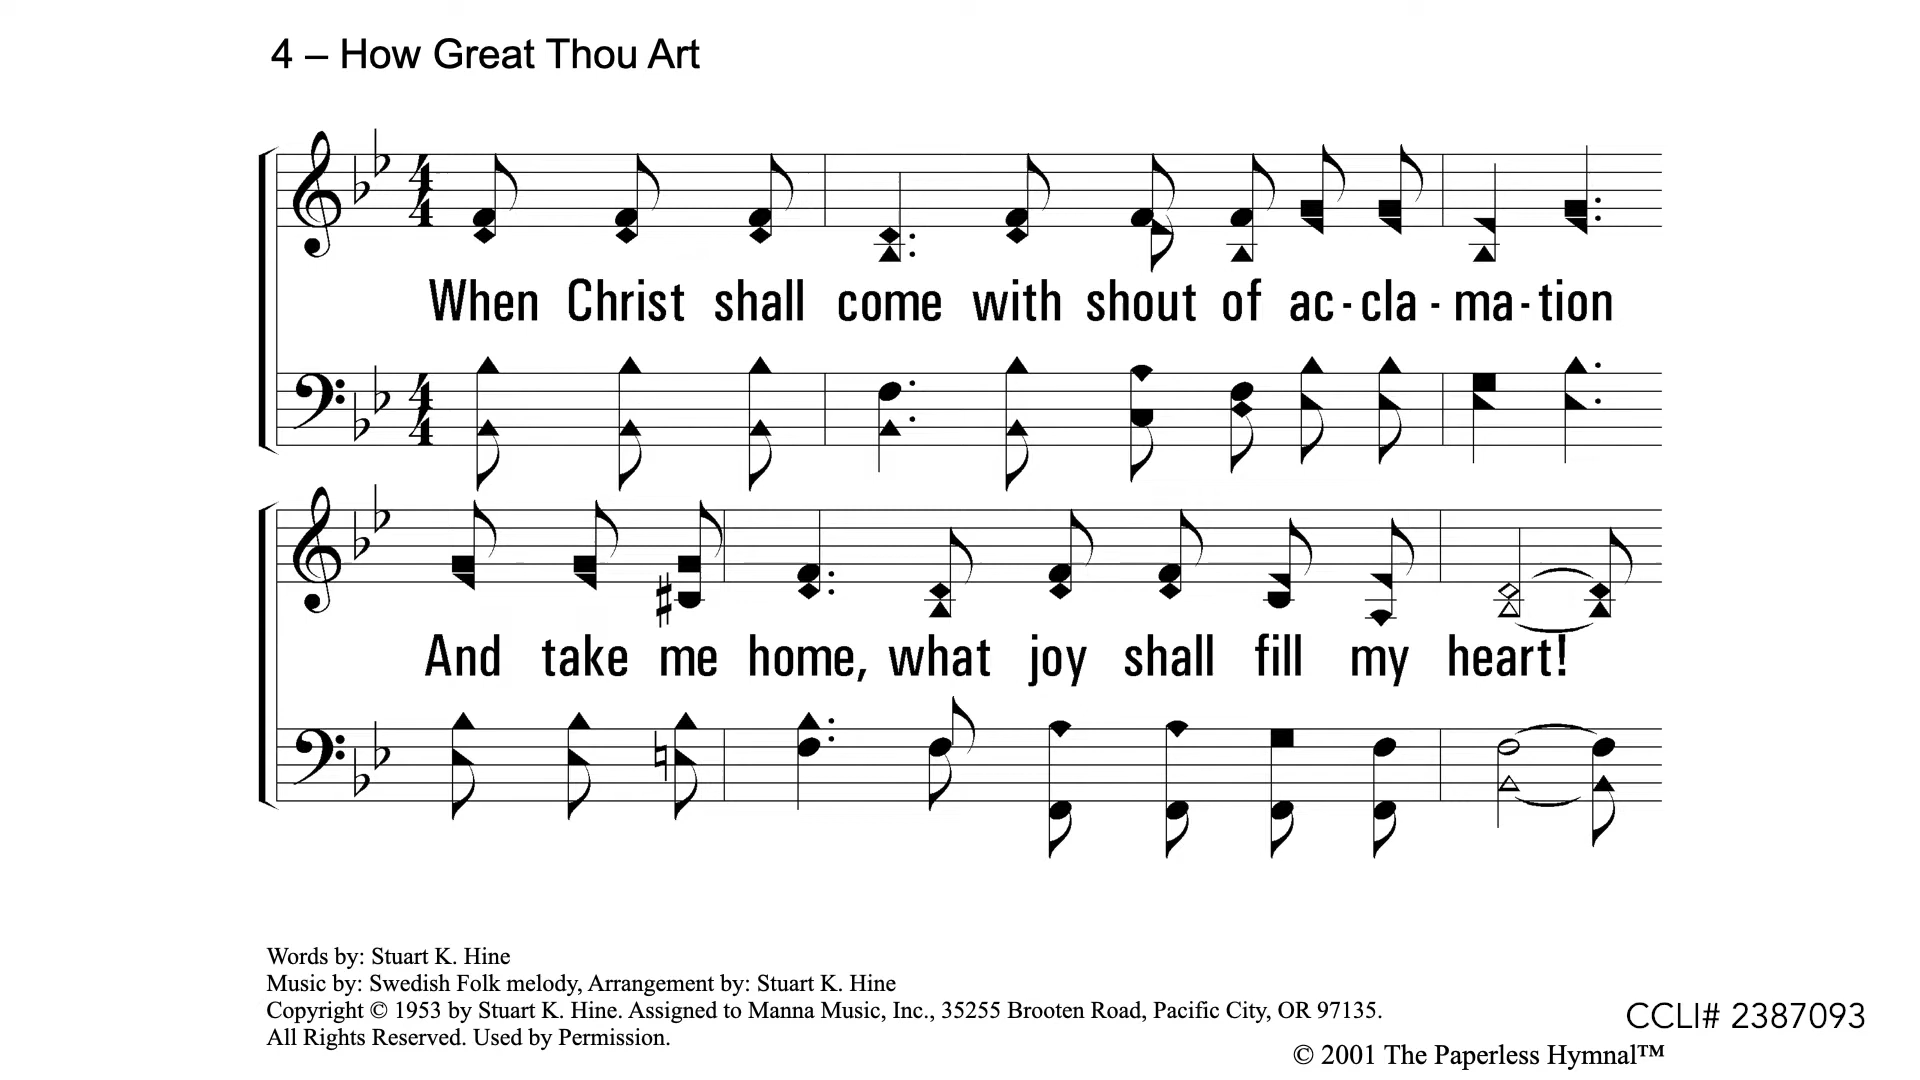 4 – How Great Thou Art
When Christ shall come with shout of ac-cla-ma-tion
And take me home, what joy shall fill my heart!
Words by: Stuart K. Hine
Music by: Swedish Folk melody, Arrangement by: Stuart K. Hine
Copyright © 1953 by Stuart K. Hine. Assigned to Manna Music, Inc., 35255 Brooten Road, Pacific City, OR 97135.
All Rights Reserved. Used by Permission.
CCLI# 2387093
© 2001 The Paperless Hymnal™